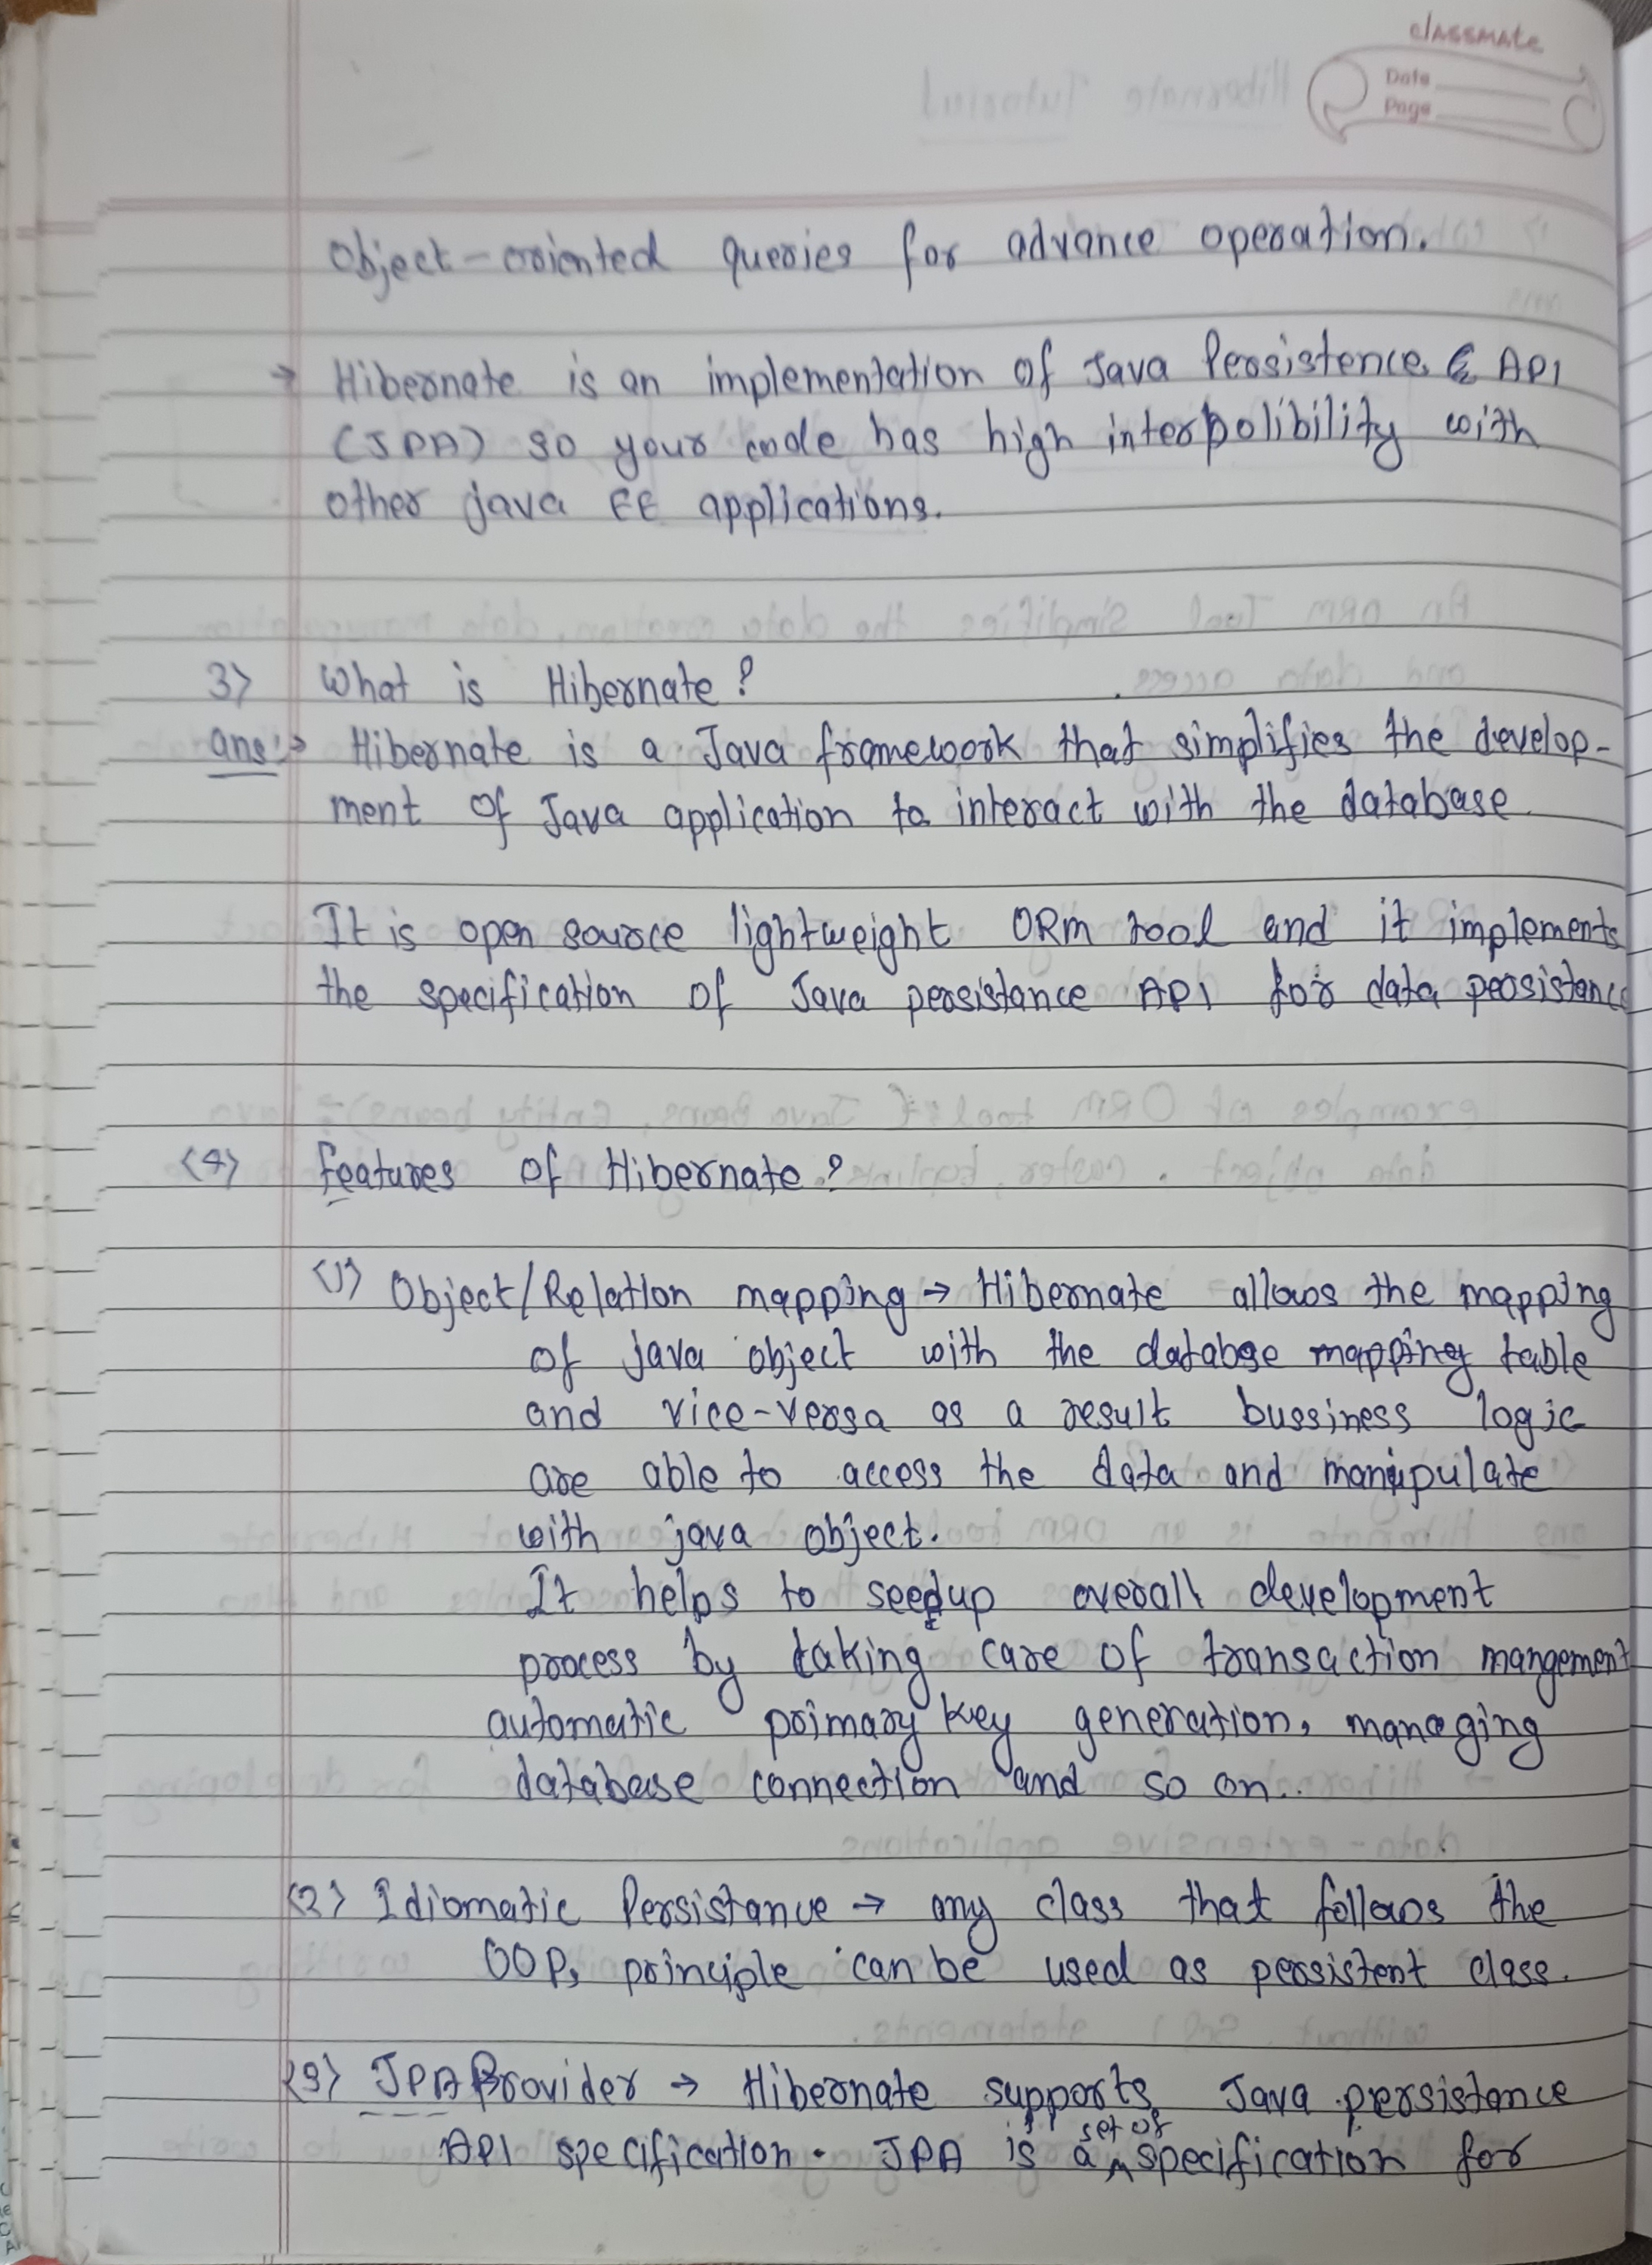 classmate
Date
Page
Object-oriented queries for advance operation.
→ Hibernate is an implementation of Java Persistence & API
(JPA) so your code has high interpolibility with
other java EE applications.
3) What is Hibernate?
ans:→ Hibernate is a Java framework that simplifies the develop-
ment of Java application to interact with the database.
It is open source lightweight ORM tool and it implements
the specification of Java persistance API for data persistance
(4) features of Hibernate?
(1) Object/Relation mapping → Hibernate allows the mapping
of java object with the database mapping table
and vice-versa as a result bussiness logic
are able to access the data and manipulate
with java object.
It helps to seedup overall development
process by taking care of transaction mangement
automatic primary key generation, managing
database connection and so on..
(2) Idiomatic Persistance → any class that follows the
OOPs principle can be used as persistent class.
(3) JPA Provider → Hibernate supports Java persistance
API specification. JPA is a set of specification for